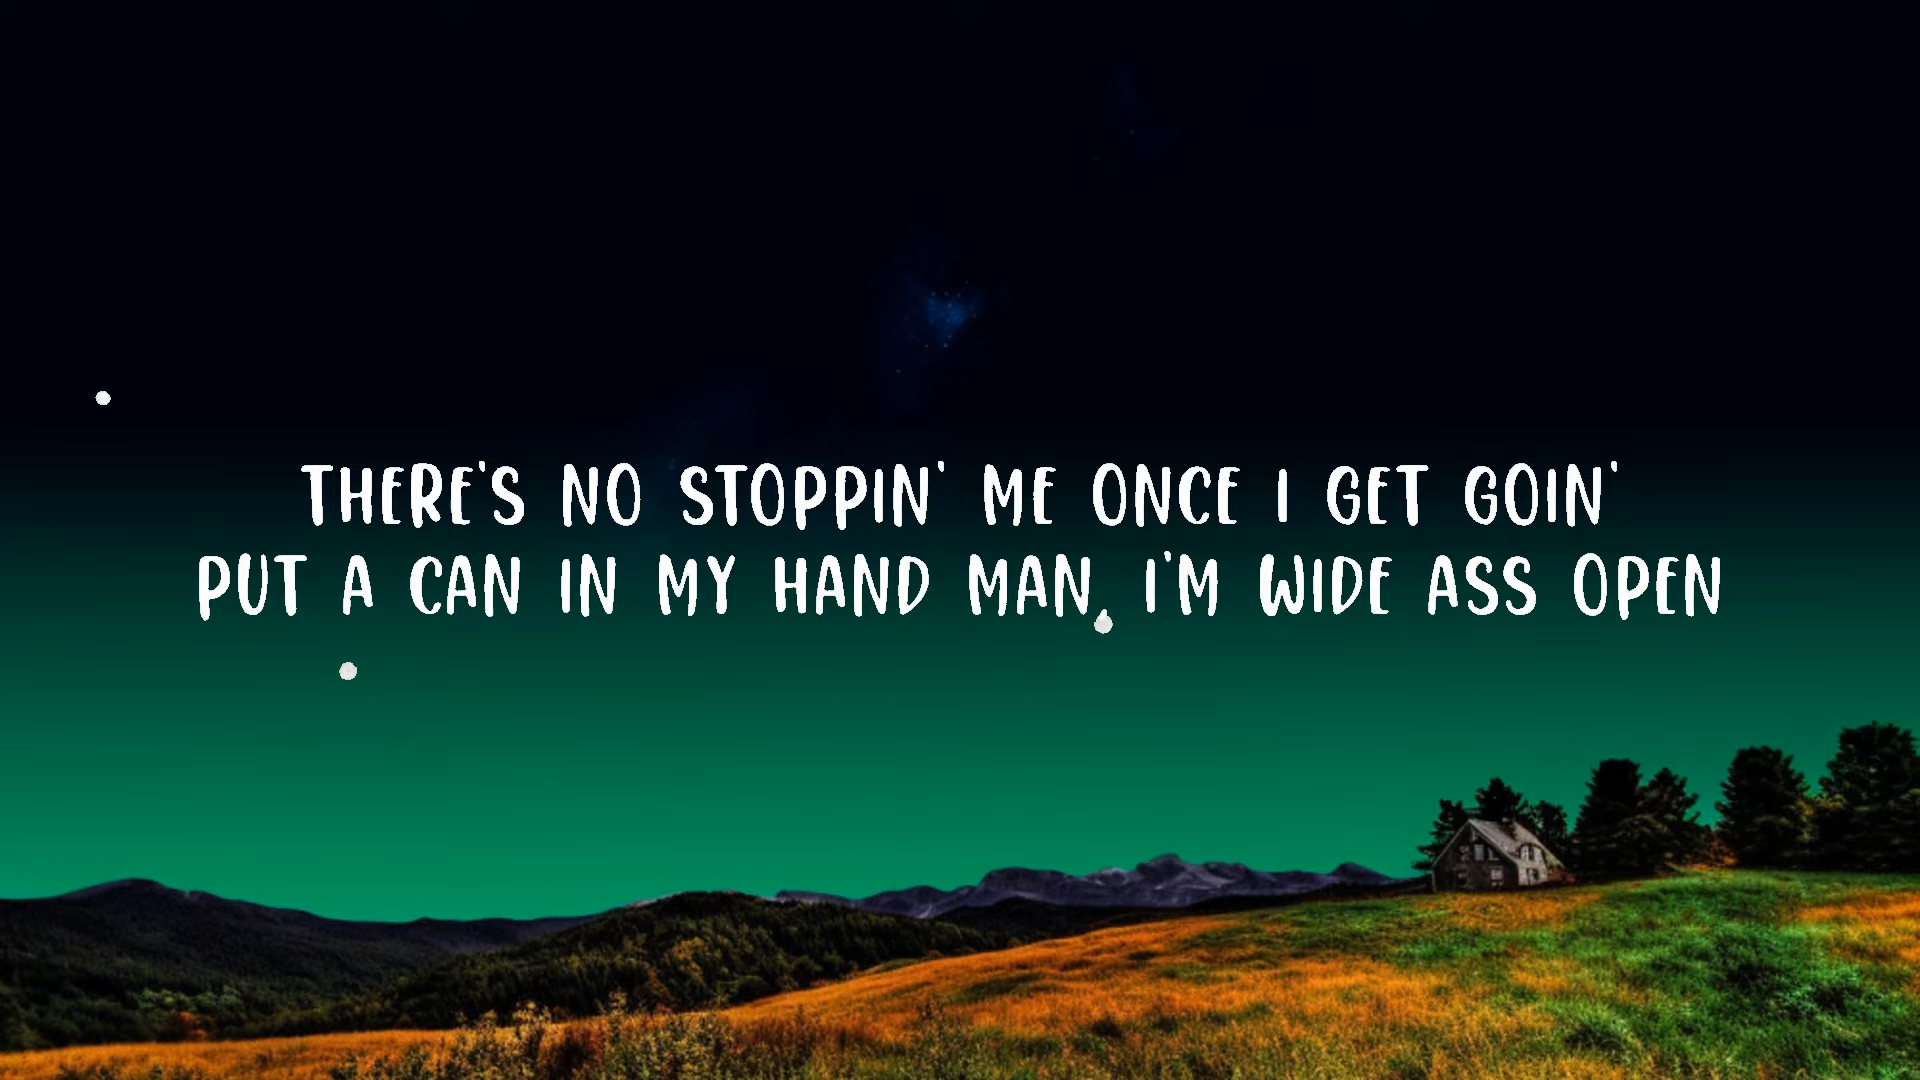 THERE'S NO STOPPIN' ME ONCE I GET GOIN'
PUT A CAN IN MY HAND MAN, I'M WIDE ASS OPEN